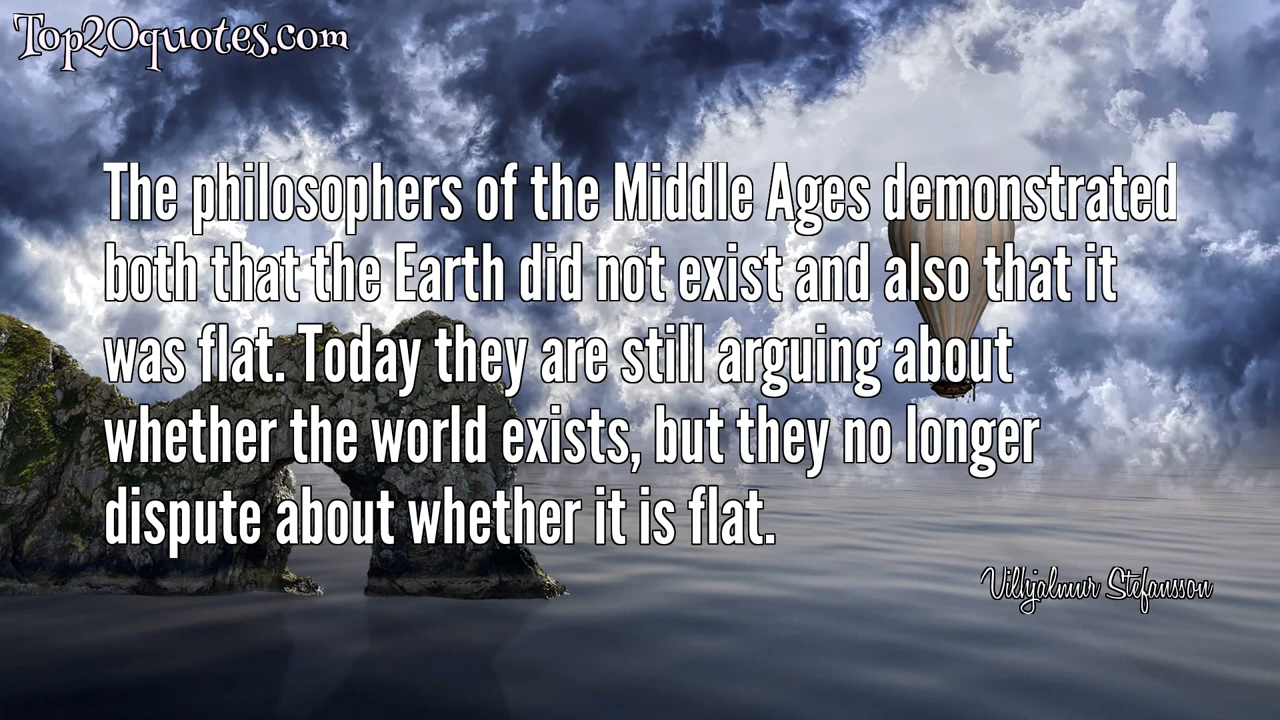 Top20quotes.com
The philosophers of the Middle Ages demonstrated
both that the Earth did not exist and also that it
was flat. Today they are still arguing about
whether the world exists, but they no longer
dispute about whether it is flat.
Vilhjalmur Stefansson